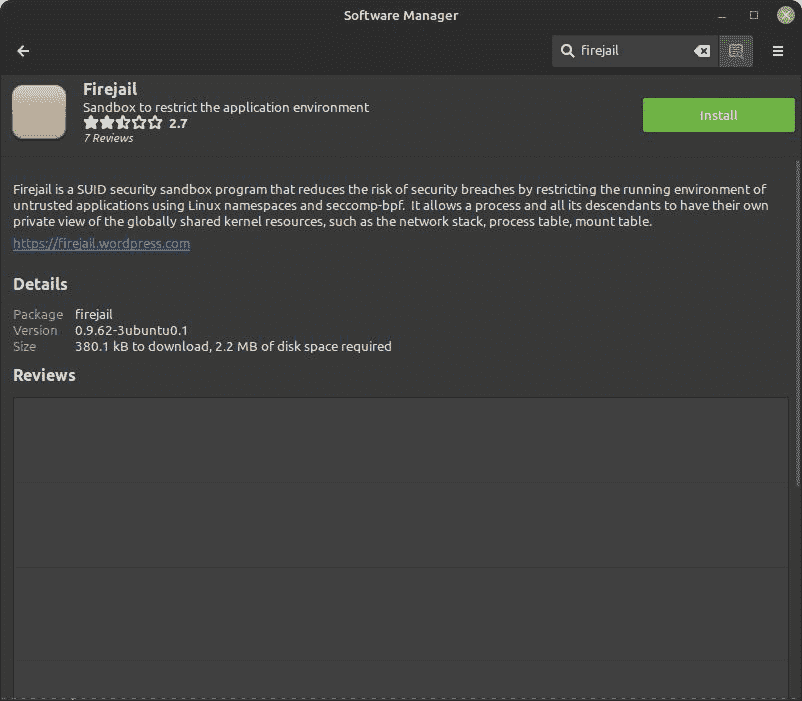 Software Manager
firejail
Firejail
Sandbox to restrict the application environment
2.7
7 Reviews
Install
Firejail is a SUID security sandbox program that reduces the risk of security breaches by restricting the running environment of
untrusted applications using Linux namespaces and seccomp-bpf. It allows a process and all its descendants to have their own
private view of the globally shared kernel resources, such as the network stack, process table, mount table.
https://firejail.wordpress.com
Details
Package firejail
Version 0.9.62-3ubuntu0.1
Size 380.1 kB to download, 2.2 MB of disk space required
Reviews